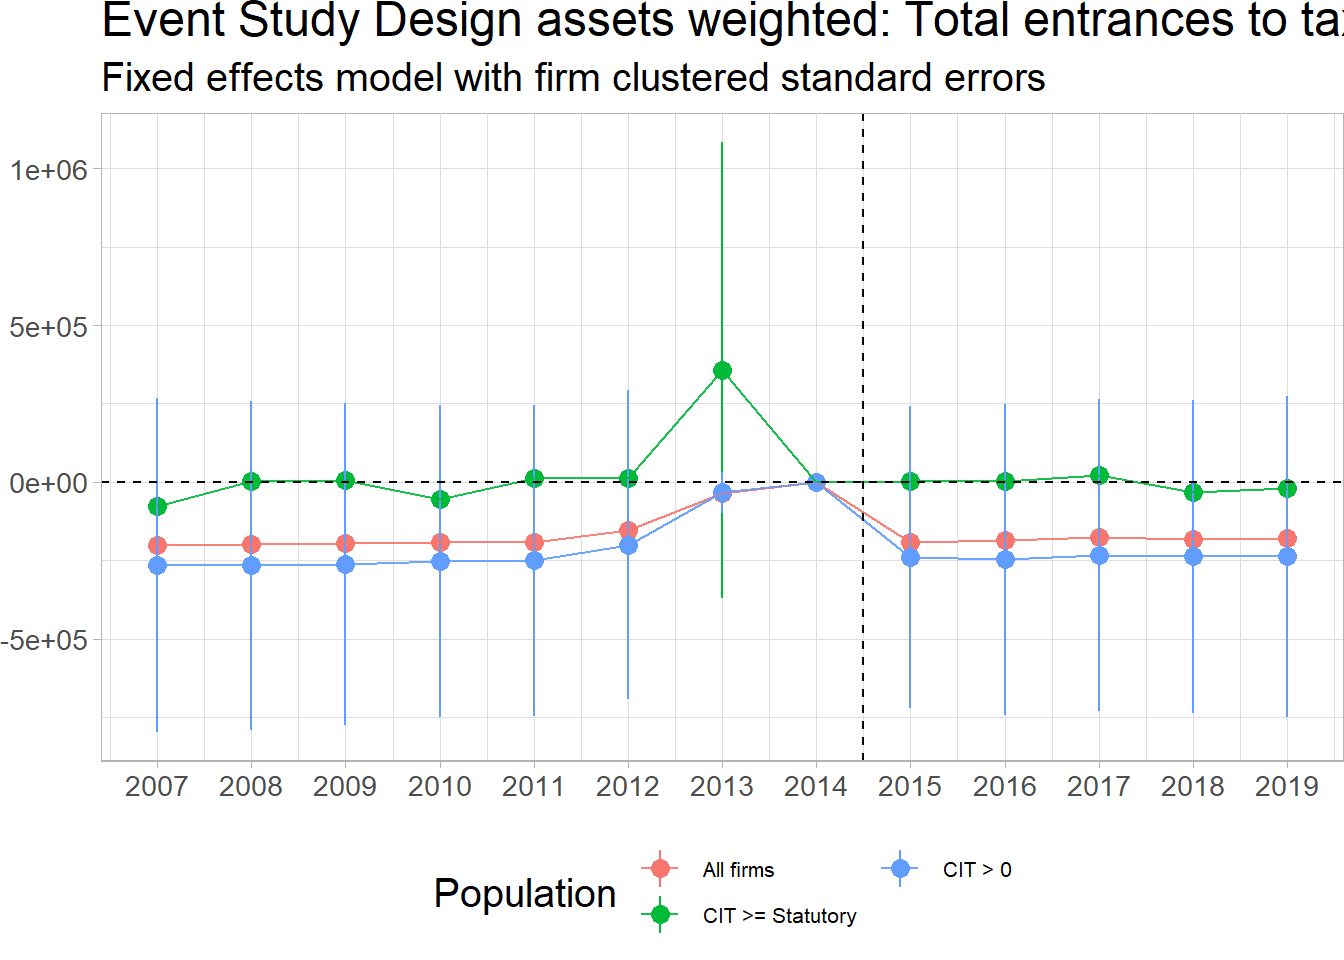 Event Study Design assets weighted: Total entrances to tax
Fixed effects model with firm clustered standard errors
1e+06
5e+05
0e+00
-5e+05
2007 2008 2009 2010 2011 2012 2013 2014 2015 2016 2017 2018 2019
Population
All firms
CIT >= Statutory
CIT > 0